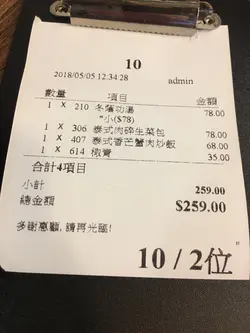 10
2018/05/05 12:34:28 admin
數量 項目 金額
1 X 210 冬蔭功湯 78.00
"小($78)
1 X 306 泰式肉碎生菜包 78.00
1 X 407 泰式香芒蟹肉炒飯 68.00
1 X 614 椒青 35.00
合計4項目
小計 259.00
總金額 $259.00
多謝惠顧, 請再光臨!
10 / 2位